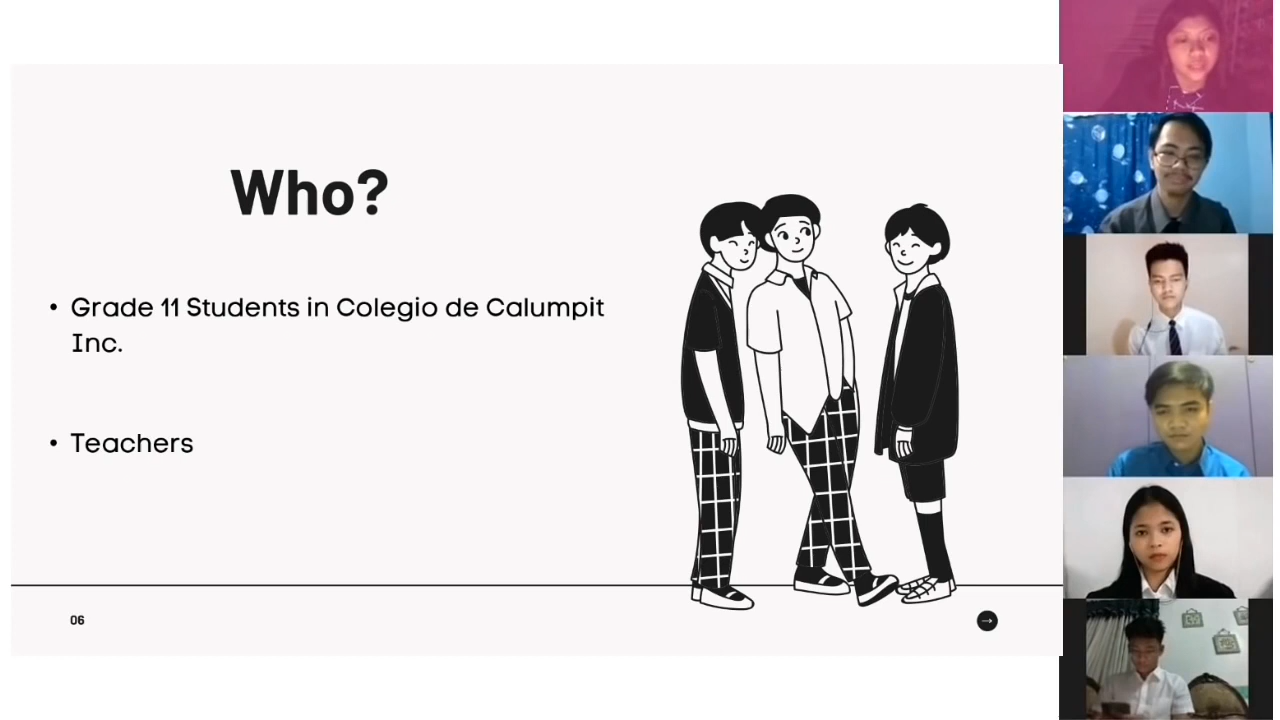 Who?
• Grade 11 Students in Colegio de Calumpit
Inc.
• Teachers
06